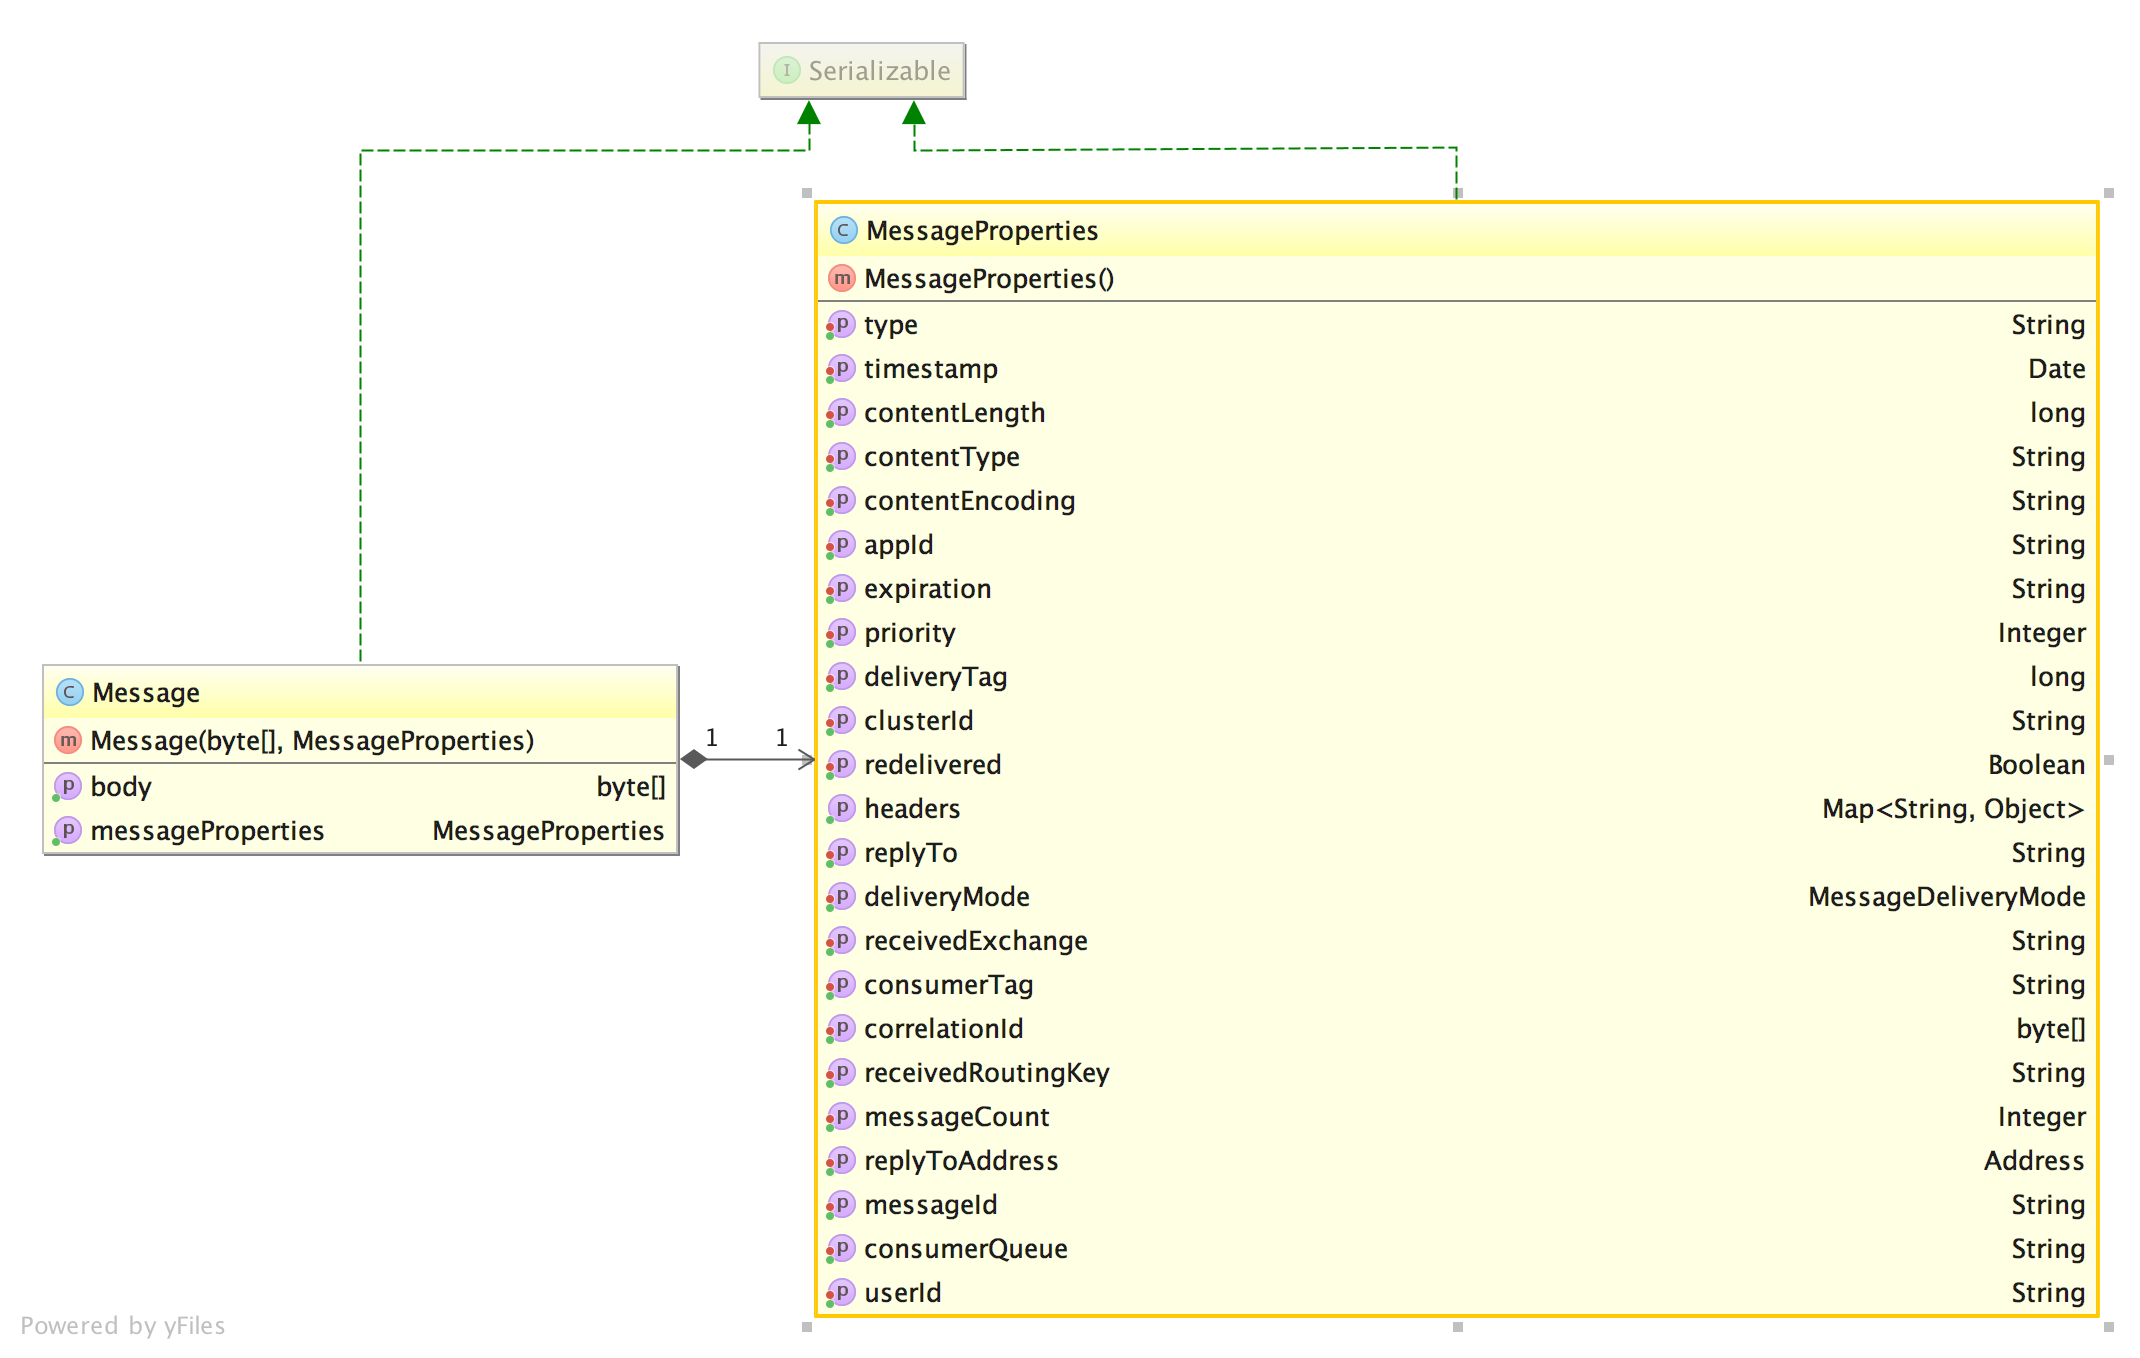 I Serializable
C MessageProperties
m MessageProperties()
p type String
p timestamp Date
p contentLength long
p contentType String
p contentEncoding String
p appId String
p expiration String
p priority Integer
p deliveryTag long
p clusterId String
p redelivered Boolean
p headers Map<String, Object>
p replyTo String
p deliveryMode MessageDeliveryMode
p receivedExchange String
p consumerTag String
p correlationId byte[]
p receivedRoutingKey String
p messageCount Integer
p replyToAddress Address
p messageId String
p consumerQueue String
p userId String
C Message
m Message(byte[], MessageProperties)
p body byte[]
p messageProperties MessageProperties
1 1
Powered by yFiles